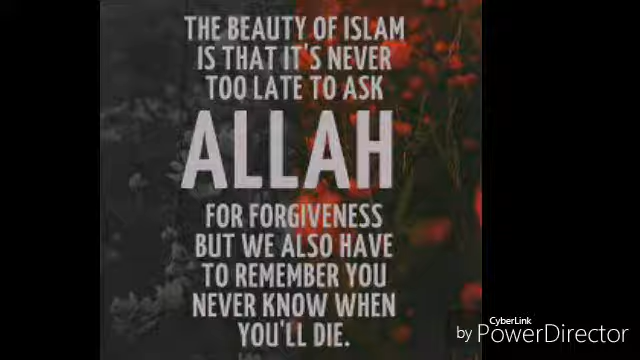 THE BEAUTY OF ISLAM
IS THAT IT'S NEVER
TOO LATE TO ASK
ALLAH
FOR FORGIVENESS
BUT WE ALSO HAVE
TO REMEMBER YOU
NEVER KNOW WHEN
YOU'LL DIE.
CyberLink
by PowerDirector